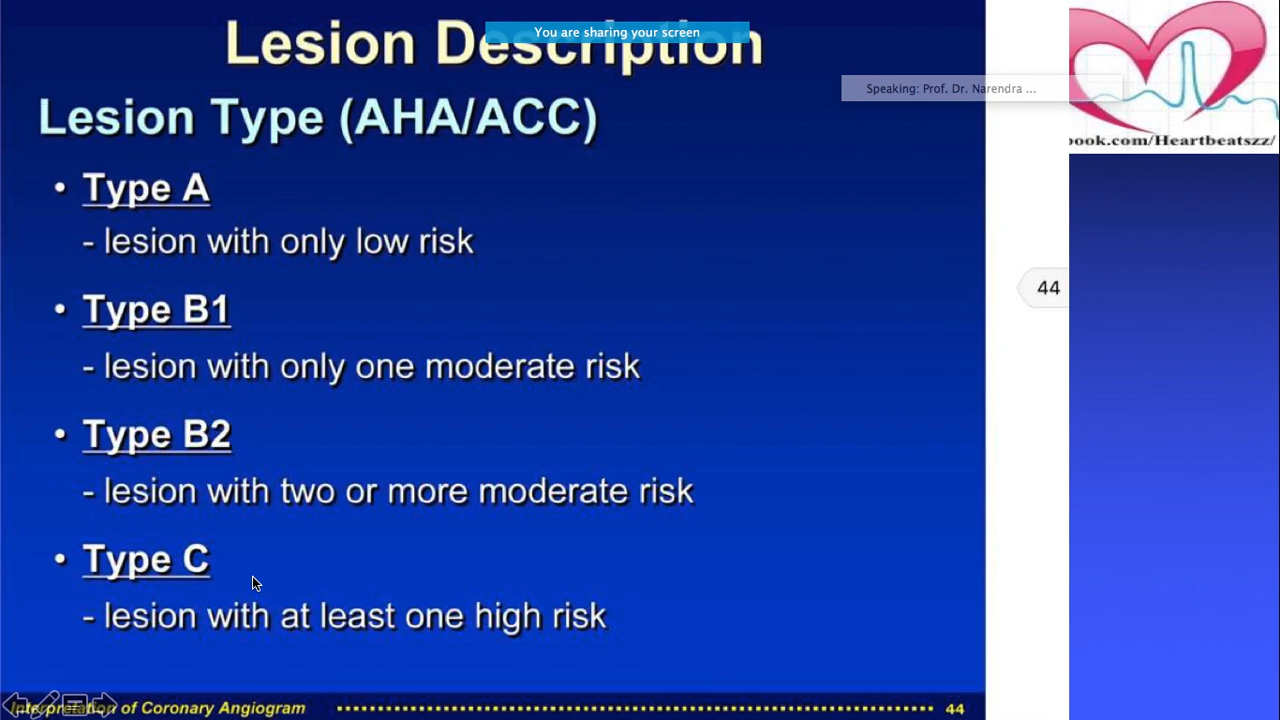 You are sharing your screen
Lesion Description
Speaking: Prof. Dr. Narendra ...
Lesion Type (AHA/ACC)
ook.com/Heartbeatszz/
• Type A
- lesion with only low risk
44
• Type B1
- lesion with only one moderate risk
• Type B2
- lesion with two or more moderate risk
• Type C
- lesion with at least one high risk
Interpretation of Coronary Angiogram
44